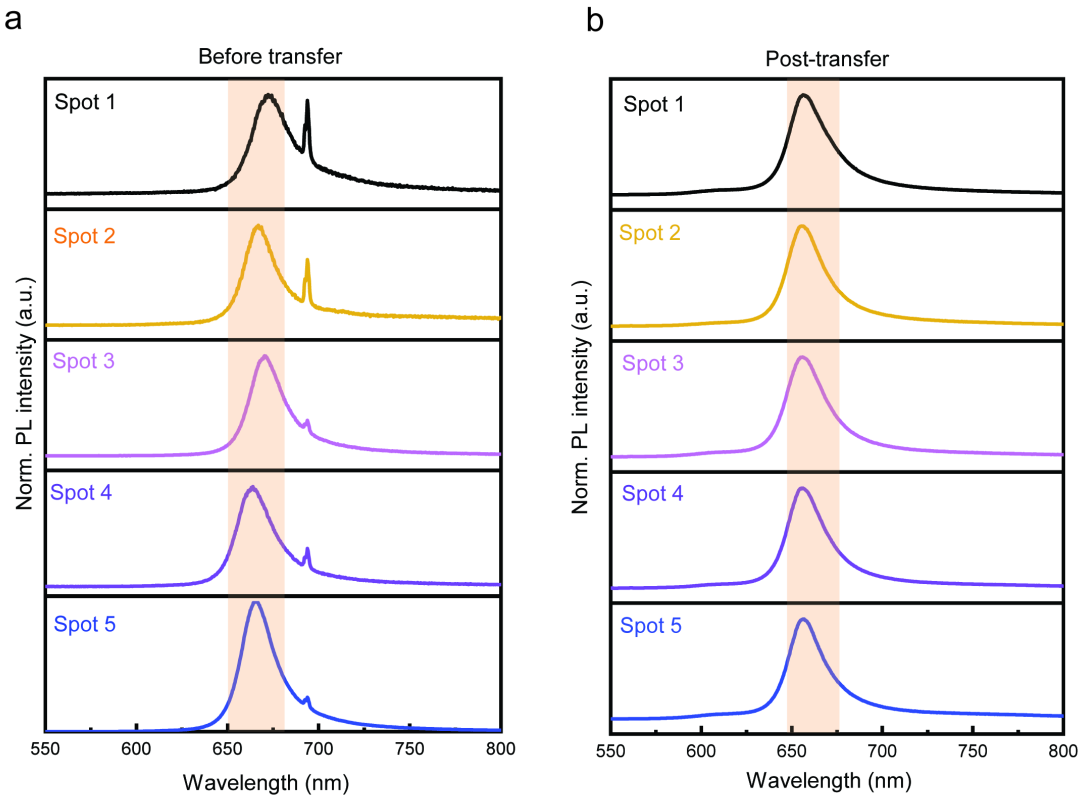 a
Before transfer
Spot 1
Spot 2
Spot 3
Spot 4
Spot 5
Norm. PL intensity (a.u.)
550 600 650 700 750 800
Wavelength (nm)
b
Post-transfer
Spot 1
Spot 2
Spot 3
Spot 4
Spot 5
Norm. PL intensity (a.u.)
550 600 650 700 750 800
Wavelength (nm)